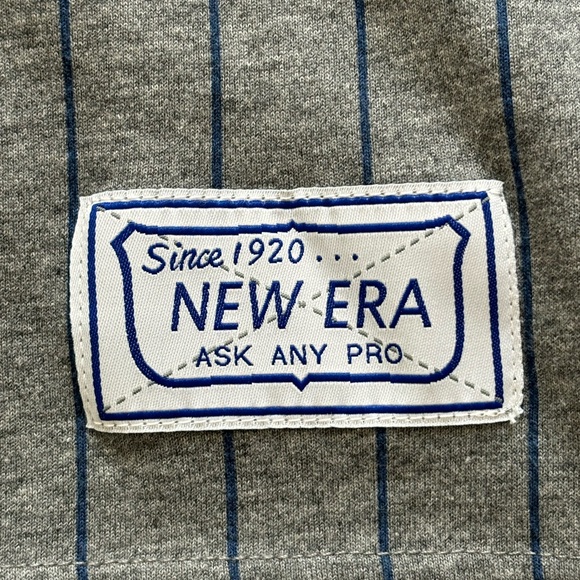 Since 1920...
NEW ERA
ASK ANY PRO